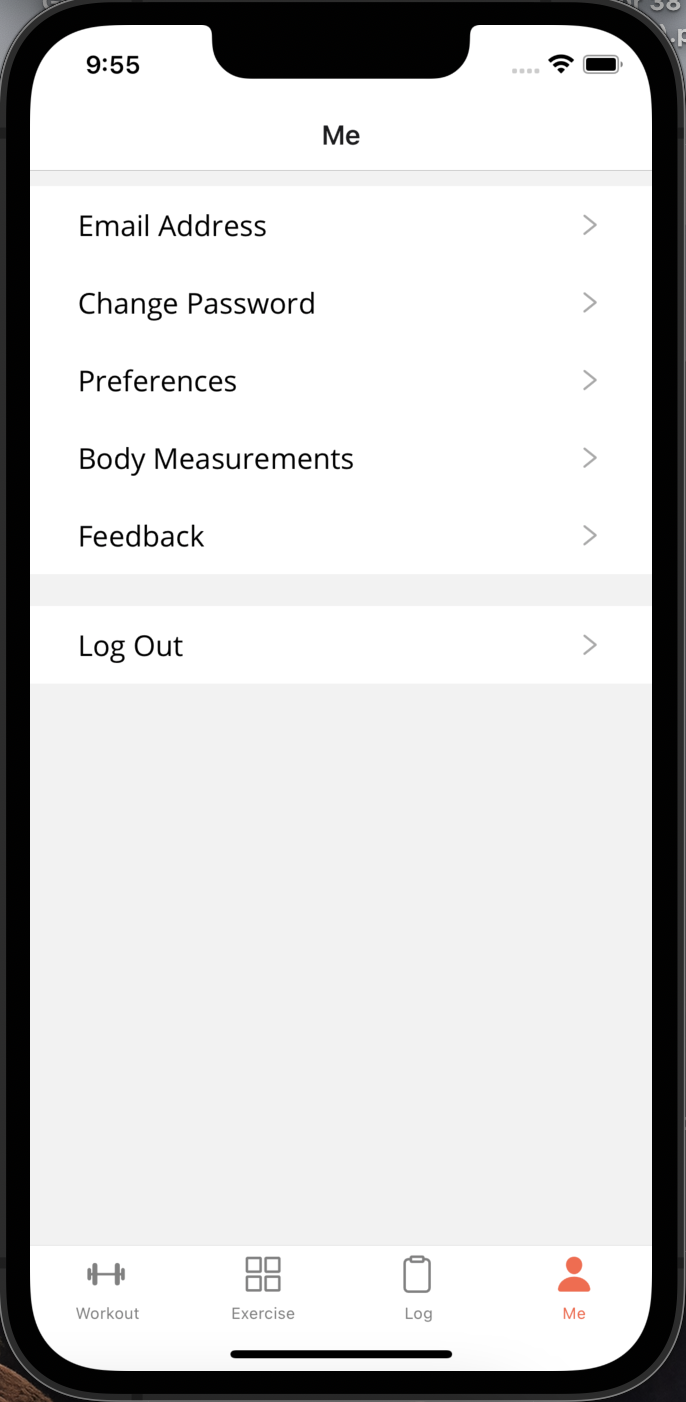 9:55
Me
Email Address
Change Password
Preferences
Body Measurements
Feedback
Log Out
Workout
Exercise
Log
Me